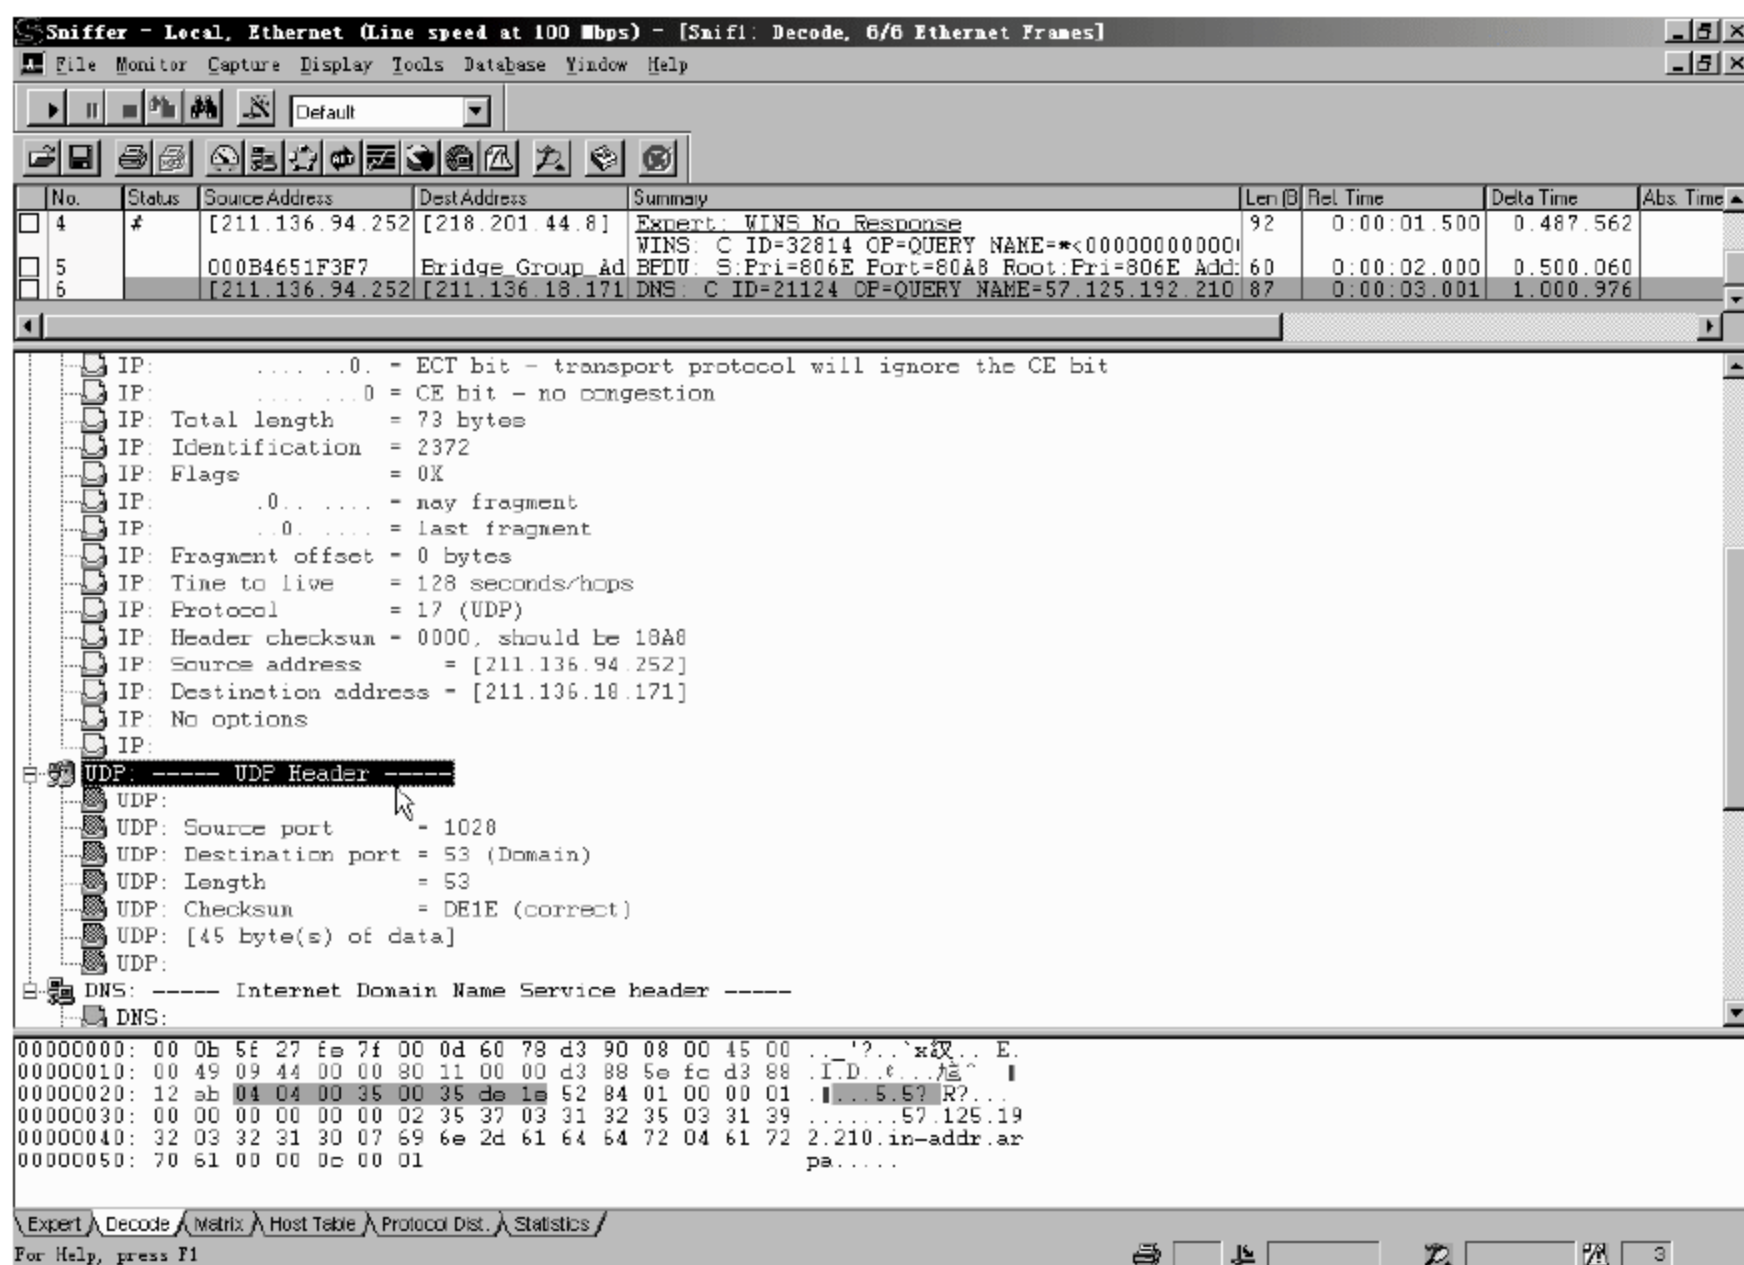 Sniffer - Local, Ethernet (Line speed at 100 Mbps) - [Snif1: Decode, 6/6 Ethernet Frames]
File Monitor Capture Display Tools Database Window Help
Default
No. Status Source Address Dest Address Summary Len (B Rel. Time Delta Time Abs. Time
4 # [211.136.94.252 [218.201.44.8] Expert: WINS No Response 92 0:00:01.500 0.487.562
WINS: C ID=32814 OP=QUERY NAME=*<00000000000
5 000B4651F3F7 Bridge_Group_Ad BPDU: S:Pri=806E Port=80A8 Root:Pri=806E Add: 60 0:00:02.000 0.500.060
6 [211.136.94.252 [211.136.18.171] DNS: C ID=21124 OP=QUERY NAME=57.125.192.210 87 0:00:03.001 1.000.976
IP: .... ..0. = ECT bit - transport protocol will ignore the CE bit
IP: .... ...0 = CE bit - no congestion
IP: Total length = 73 bytes
IP: Identification = 2372
IP: Flags = 0X
IP: .0.. .... = may fragment
IP: ..0. .... = last fragment
IP: Fragment offset = 0 bytes
IP: Time to live = 128 seconds/hops
IP: Protocol = 17 (UDP)
IP: Header checksum = 0000, should be 18A8
IP: Source address = [211.136.94.252]
IP: Destination address = [211.136.18.171]
IP: No options
IP:
UDP: ----- UDP Header -----
UDP:
UDP: Source port = 1028
UDP: Destination port = 53 (Domain)
UDP: Length = 53
UDP: Checksum = DE1E (correct)
UDP: [45 byte(s) of data]
UDP:
DNS: ----- Internet Domain Name Service header -----
DNS:
00000000: 00 0b 5f 27 fe 7f 00 0d 60 78 d3 90 08 00 45 00 .._'?..`x .. E.
00000010: 00 49 09 44 00 00 80 11 00 00 d3 88 5e fc d3 88 .I.D..
00000020: 12 ab 04 04 00 35 00 35 de 1e 52 84 01 00 00 01 ...5.5? R?...
00000030: 00 00 00 00 00 00 02 35 37 03 31 32 35 03 31 39 .......57.125.19
00000040: 32 03 32 31 30 07 69 6e 2d 61 64 64 72 04 61 72 2.210.in-addr.ar
00000050: 70 61 00 00 0c 00 01 pa.....
Expert Decode Matrix Host Table Protocol Dist. Statistics
For Help, press F1 3